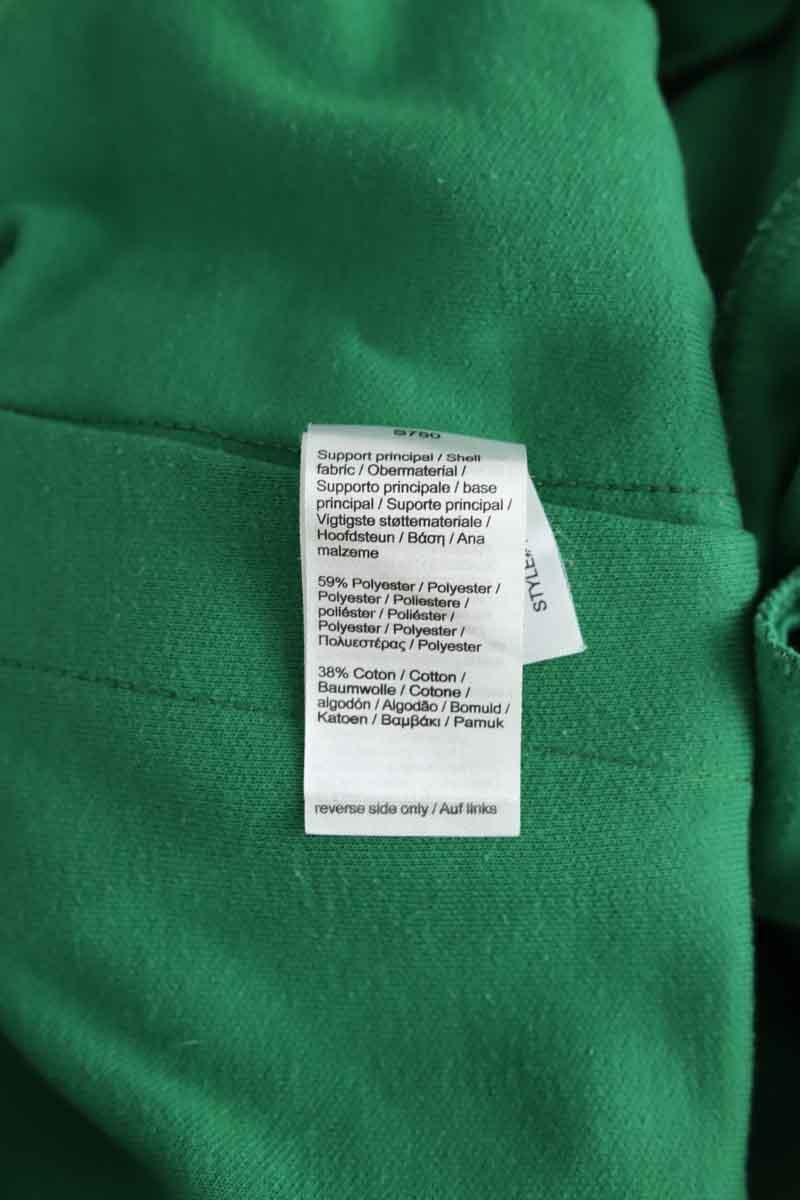 Support principal / Shell
fabric / Obermaterial /
Supporto principale / base
principal / Suporte principal /
Vigtigste støttemateriale /
Hoofdsteun / Βάση / Ana
malzeme
59% Polyester / Polyester /
Polyester / Poliestere /
poliéster / Poliéster /
Polyester / Polyester /
Πολυεστέρας / Polyester
38% Coton / Cotton /
Baumwolle / Cotone /
algodón / Algodão / Bomuld /
Katoen / Βαμβάκι / Pamuk
reverse side only / Auf links
STYLE